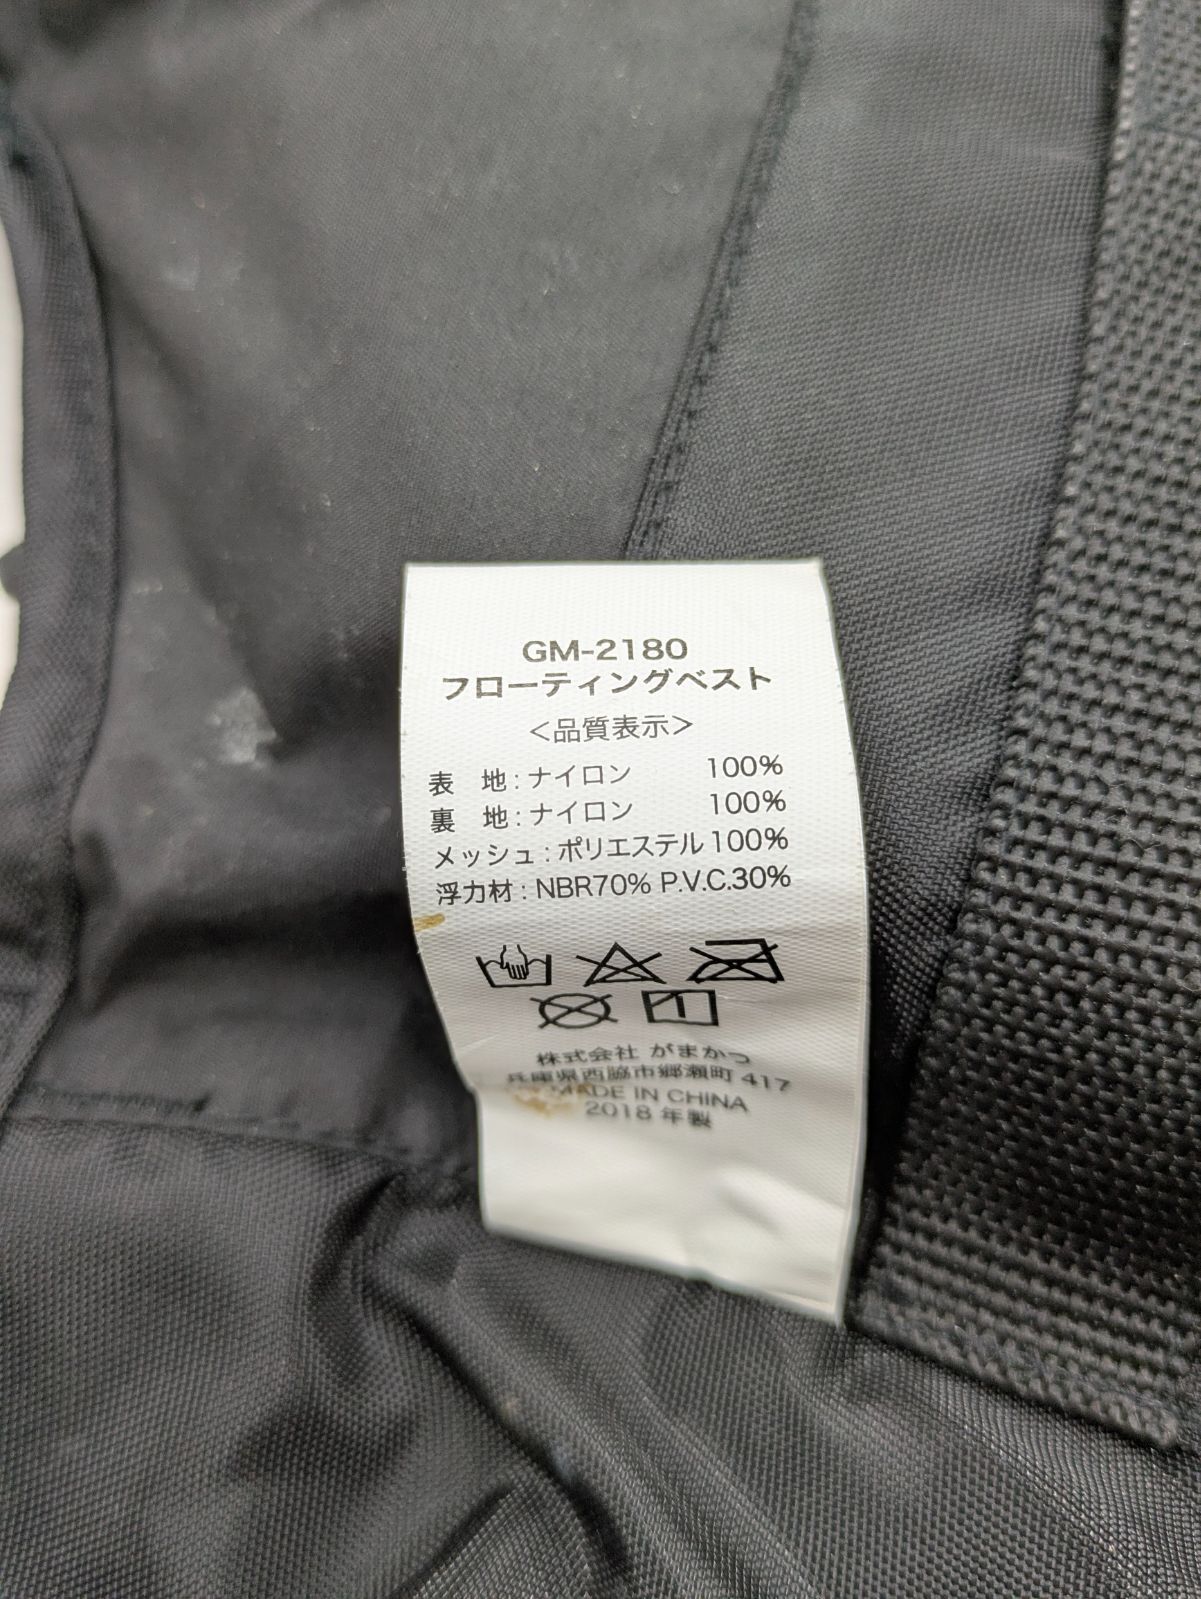 GM-2180
フローティングベスト
<品質表示>
表 地 : ナイロン 100%
裏 地 : ナイロン 100%
メッシュ : ポリエステル 100%
浮力材 : NBR70% P.V.C.30%
株式会社 がまかつ
兵庫県西脇市郷瀬町 417
MADE IN CHINA
2018 年製